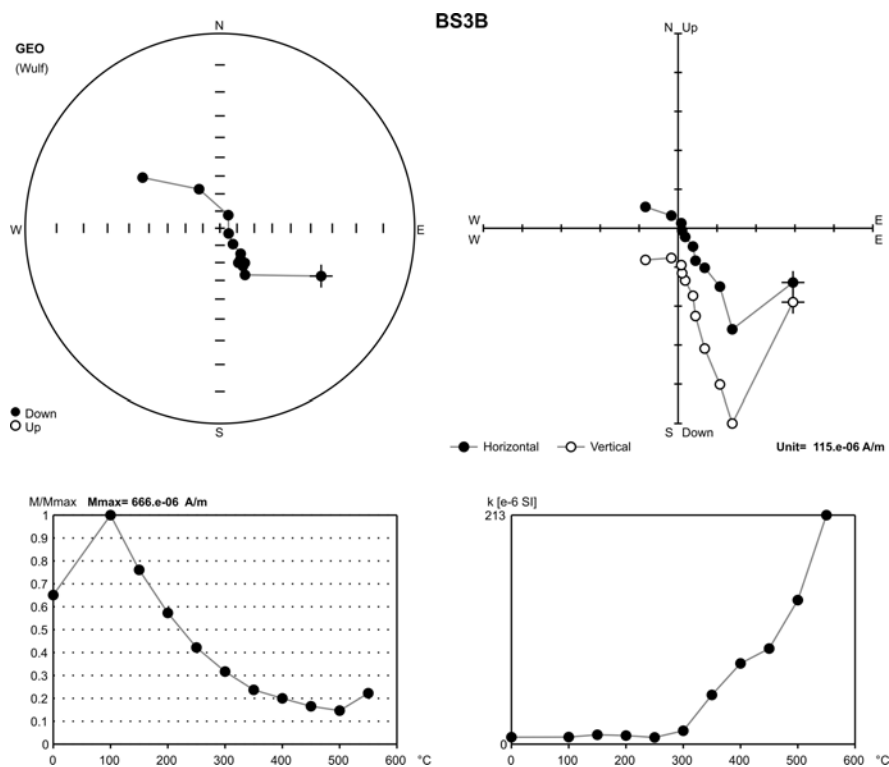 BS3B
GEO
(Wulf)
N
W
E
S
Down
Up
N Up
W
W
E
E
S Down
Horizontal
Vertical
Unit= 115.e-06 A/m
M/Mmax Mmax= 666.e-06 A/m
1
0.9
0.8
0.7
0.6
0.5
0.4
0.3
0.2
0.1
0
0 100 200 300 400 500 600 °C
k [e-6 SI]
213
0
0 100 200 300 400 500 600 °C